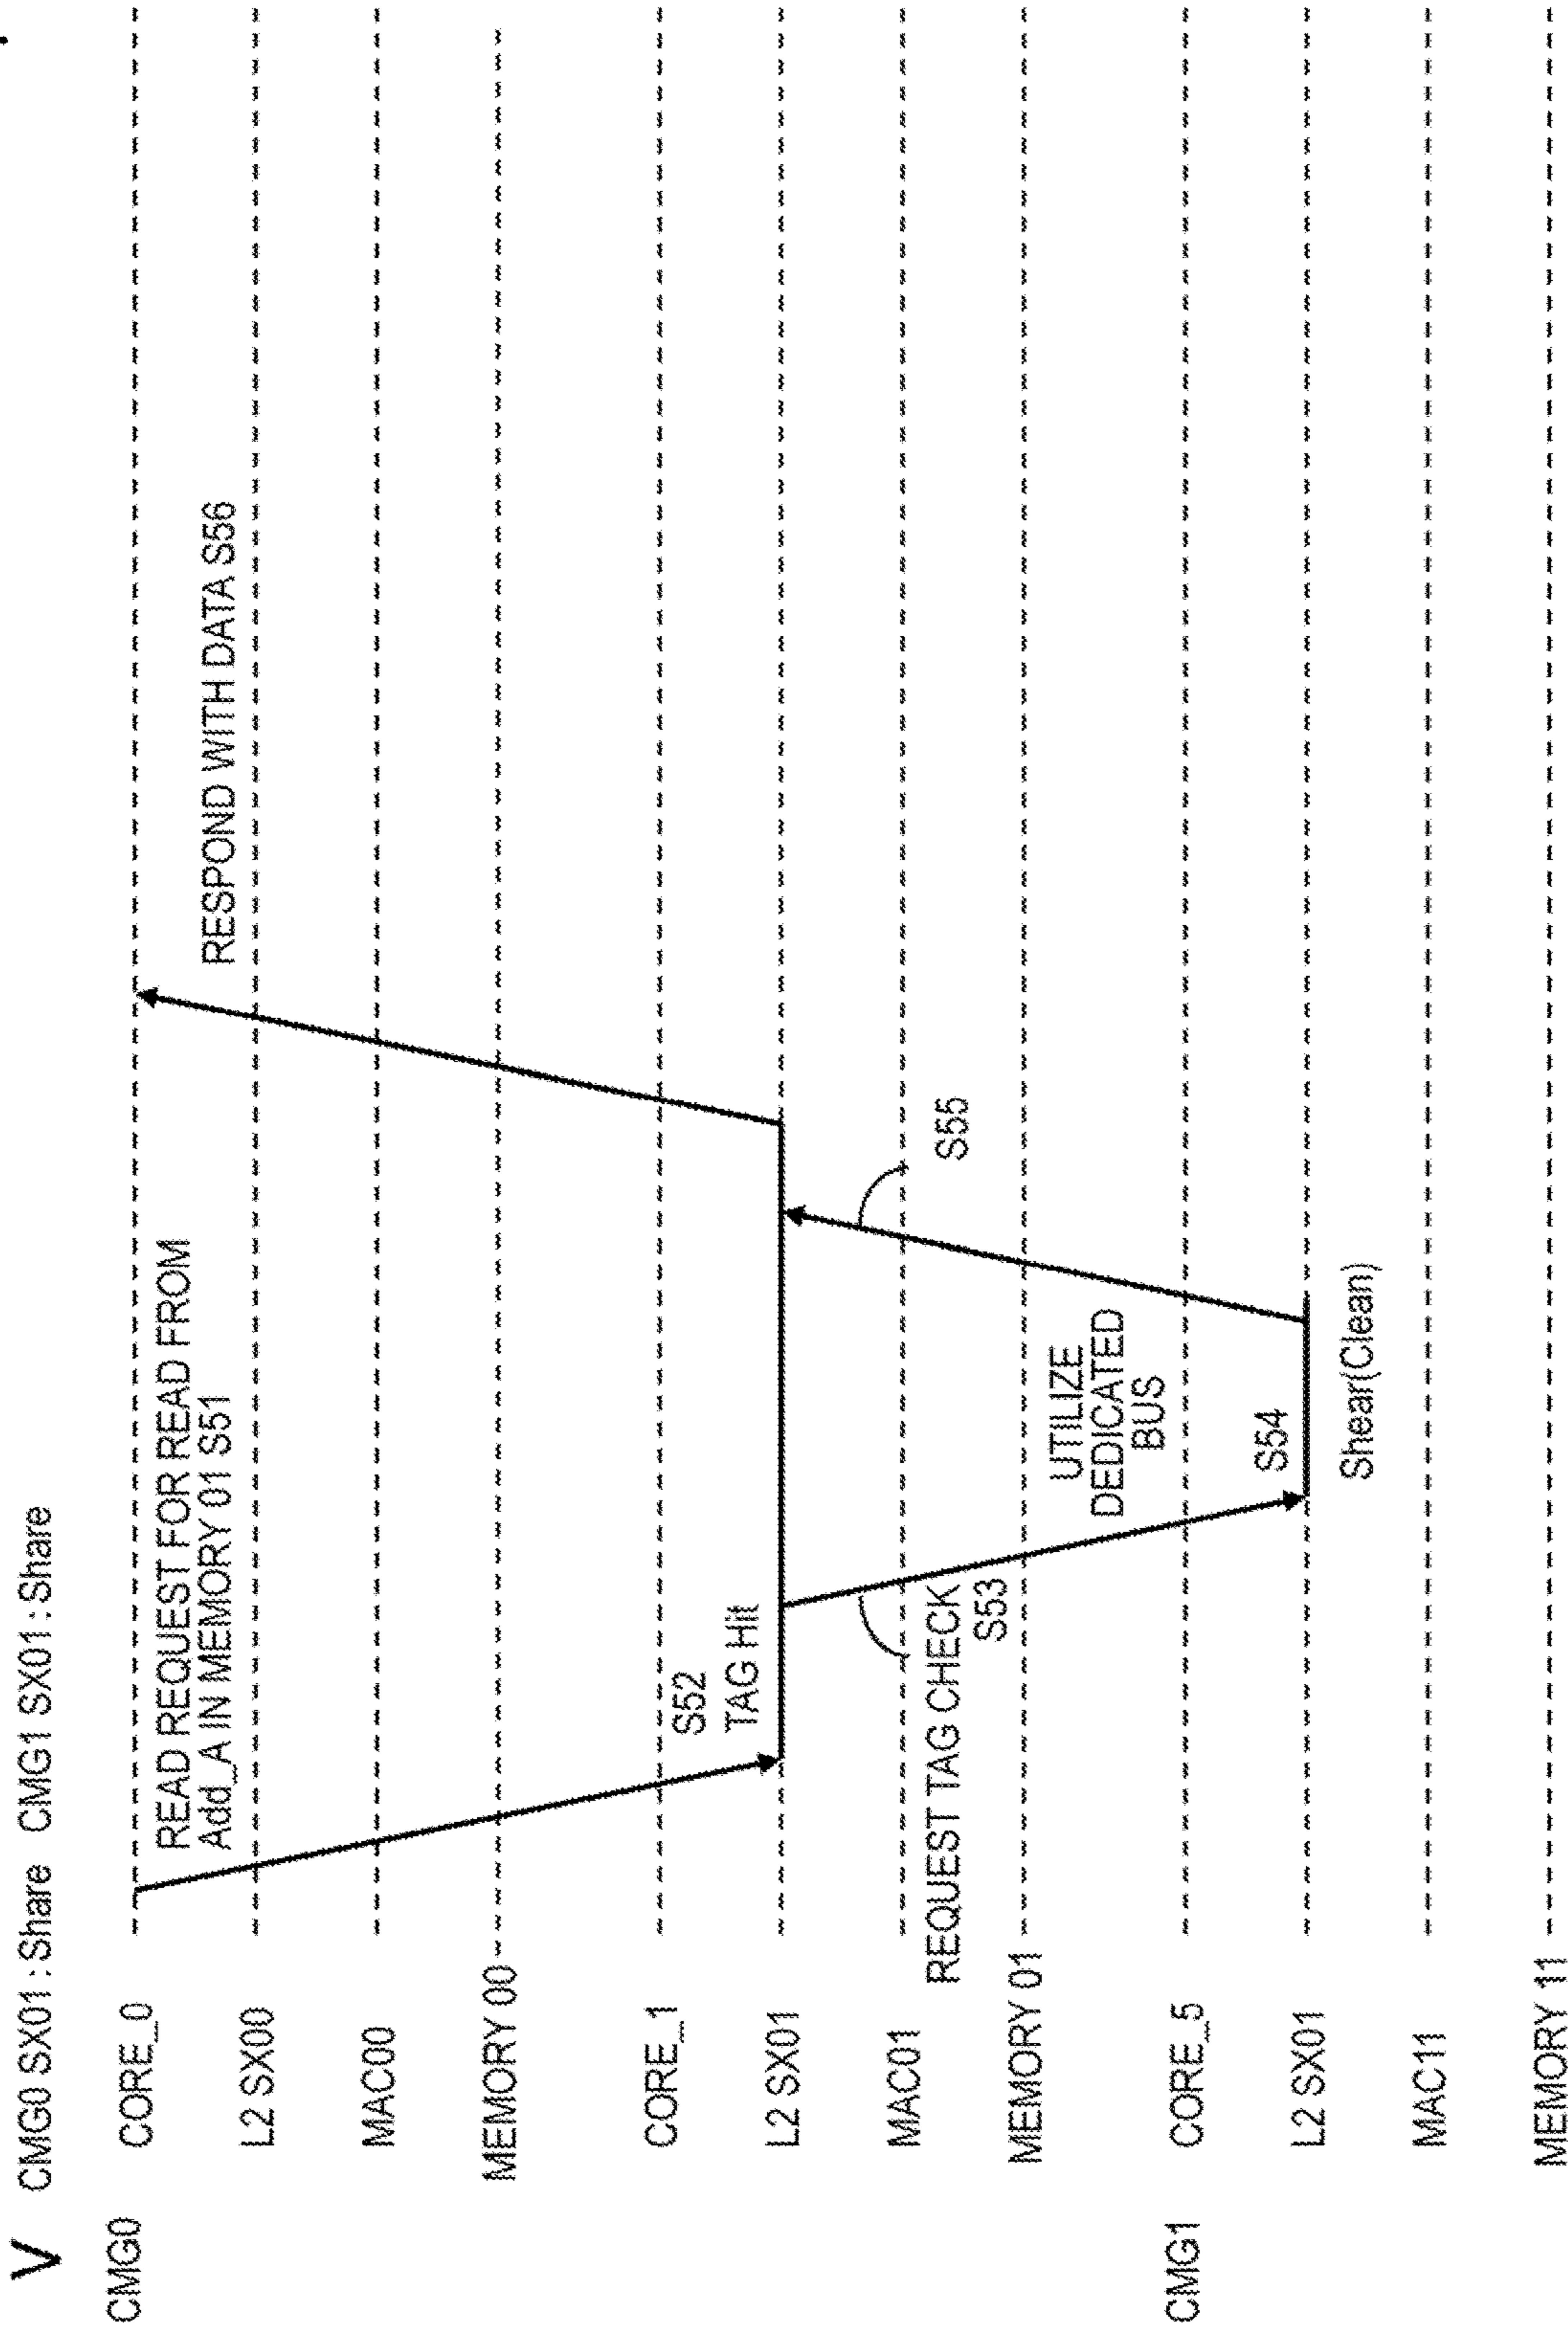 V
CMG0 SX01 : Share   CMG1 SX01 : Share
CMG0
CORE_0
READ REQUEST FOR READ FROM
Add_A IN MEMORY 01 S51
RESPOND WITH DATA S56
L2 SX00
MAC00
MEMORY 00
CORE_1
S52
TAG Hit
L2 SX01
MAC01
REQUEST TAG CHECK
S53
S55
MEMORY 01
UTILIZE
DEDICATED
BUS
CMG1
CORE_5
S54
L2 SX01
Shear(Clean)
MAC11
MEMORY 11